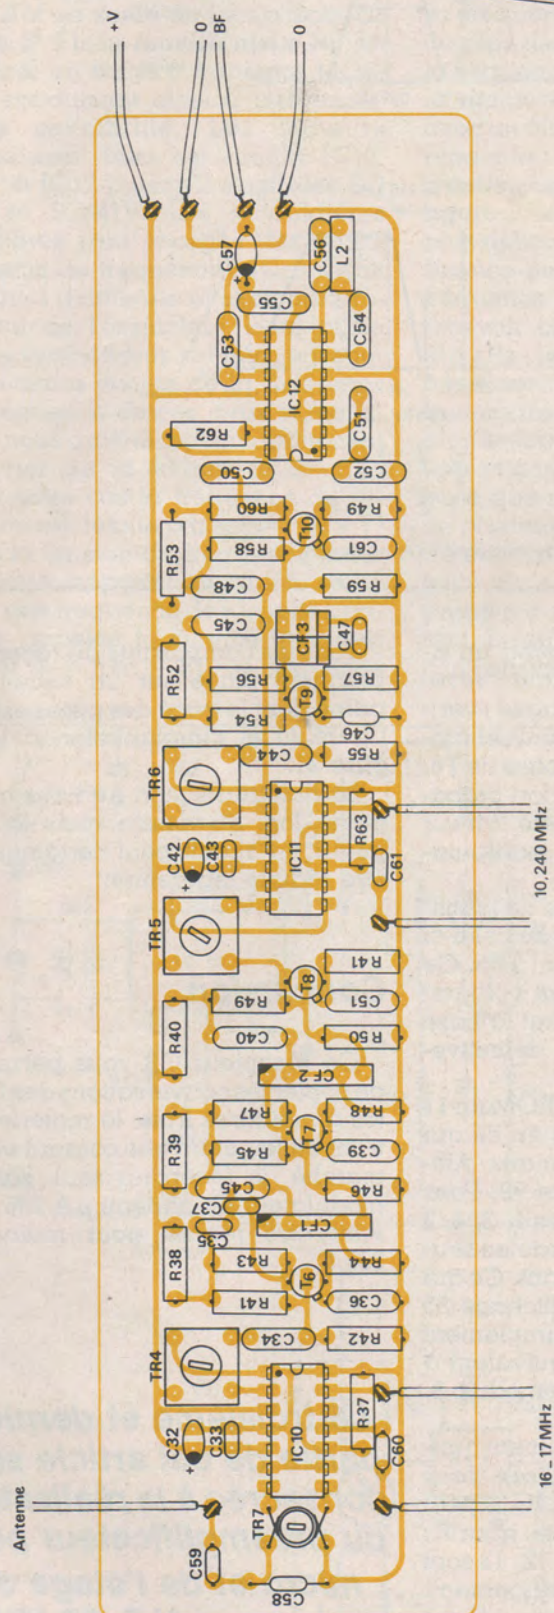 +V
0
BF
0
C57
C56
L2
C55
C53
C54
IC12
R62
C51
C50
C52
R60
R49
T10
R53
R58
C61
C48
R59
C45
CF3
C47
R52
R56
R57
T9
R54
C46
C44
R55
TR6
C42
C43
IC11
R63
C61
10,240 MHz
TR5
R41
T8
R49
C51
R40
C40
R50
CF2
R47
R48
T7
R39
R45
C39
C45
R46
C37
C35
CF1
R38
R43
R44
T6
R41
C36
C34
R42
TR4
C32
C33
IC10
R37
C60
16_17 MHz
Antenne
TR7
C59
C58